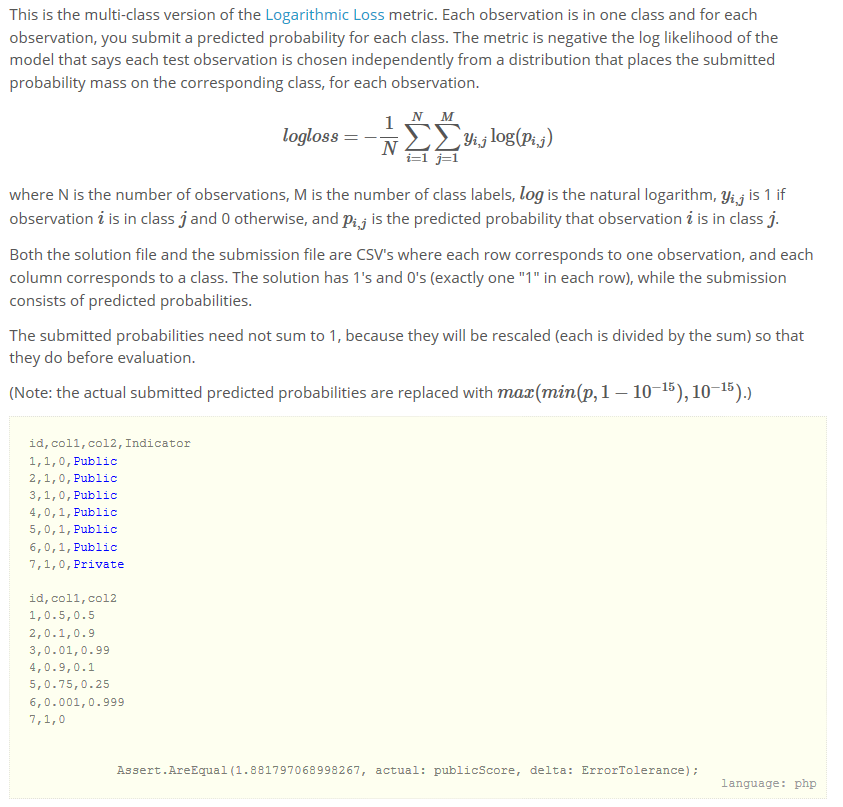 This is the multi-class version of the Logarithmic Loss metric. Each observation is in one class and for each
observation, you submit a predicted probability for each class. The metric is negative the log likelihood of the
model that says each test observation is chosen independently from a distribution that places the submitted
probability mass on the corresponding class, for each observation.
logloss = −\frac{1}{N} \sum_{i=1}^{N} \sum_{j=1}^{M} y_{i,j} log(p_{i,j})
where N is the number of observations, M is the number of class labels, log is the natural logarithm, y_{i,j} is 1 if
observation i is in class j and 0 otherwise, and p_{i,j} is the predicted probability that observation i is in class j.
Both the solution file and the submission file are CSV's where each row corresponds to one observation, and each
column corresponds to a class. The solution has 1's and 0's (exactly one "1" in each row), while the submission
consists of predicted probabilities.
The submitted probabilities need not sum to 1, because they will be rescaled (each is divided by the sum) so that
they do before evaluation.
(Note: the actual submitted predicted probabilities are replaced with max(min(p, 1 − 10^{−15}), 10^{−15}).)
id,col1,col2,Indicator
1,1,0,Public
2,1,0,Public
3,1,0,Public
4,0,1,Public
5,0,1,Public
6,0,1,Public
7,1,0,Private
id,col1,col2
1,0.5,0.5
2,0.1,0.9
3,0.01,0.99
4,0.9,0.1
5,0.75,0.25
6,0.001,0.999
7,1,0
Assert.AreEqual(1.881797068998267, actual: publicScore, delta: ErrorTolerance);
language: php